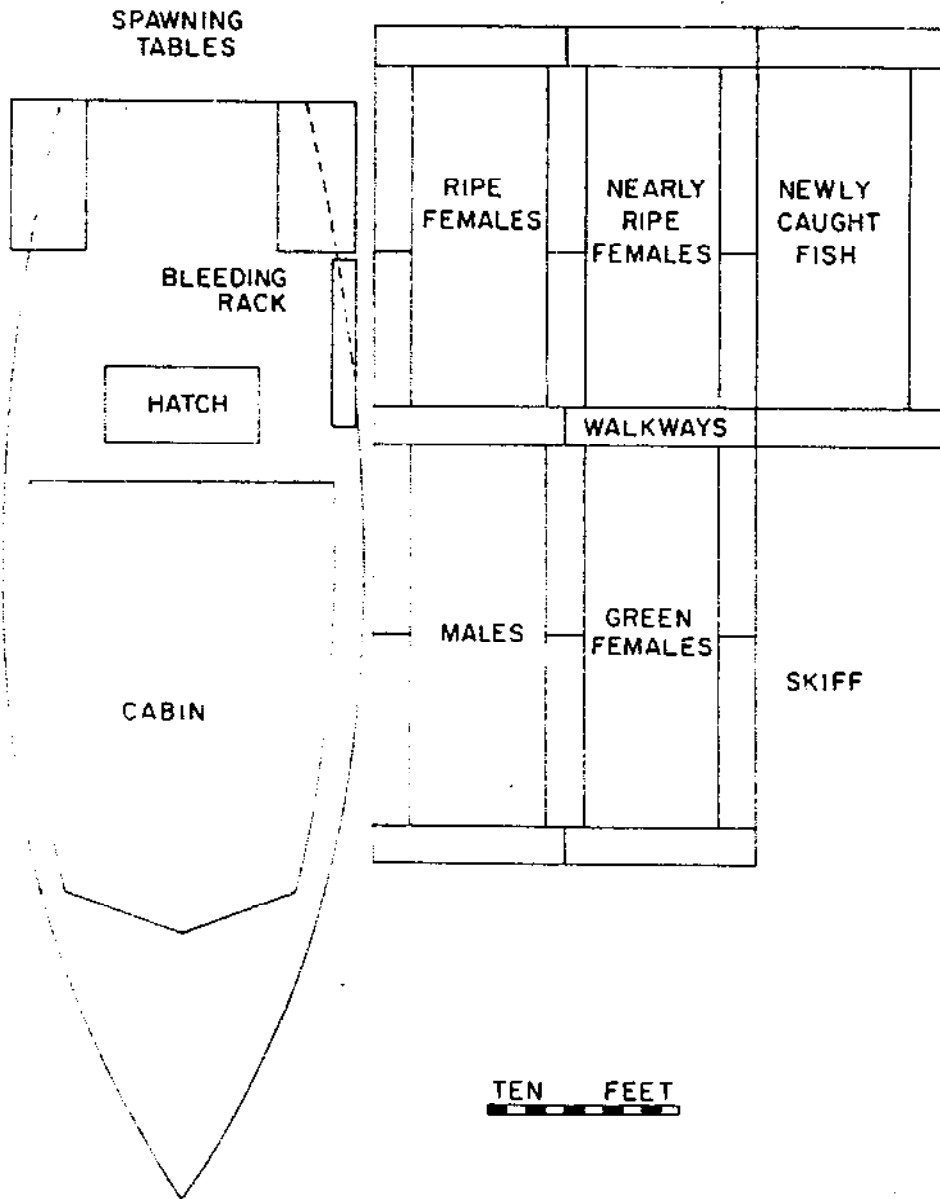 SPAWNING
TABLES
RIPE
FEMALES
NEARLY
RIPE
FEMALES
NEWLY
CAUGHT
FISH
BLEEDING
RACK
HATCH
WALKWAYS
MALES
GREEN
FEMALES
SKIFF
CABIN
TEN FEET